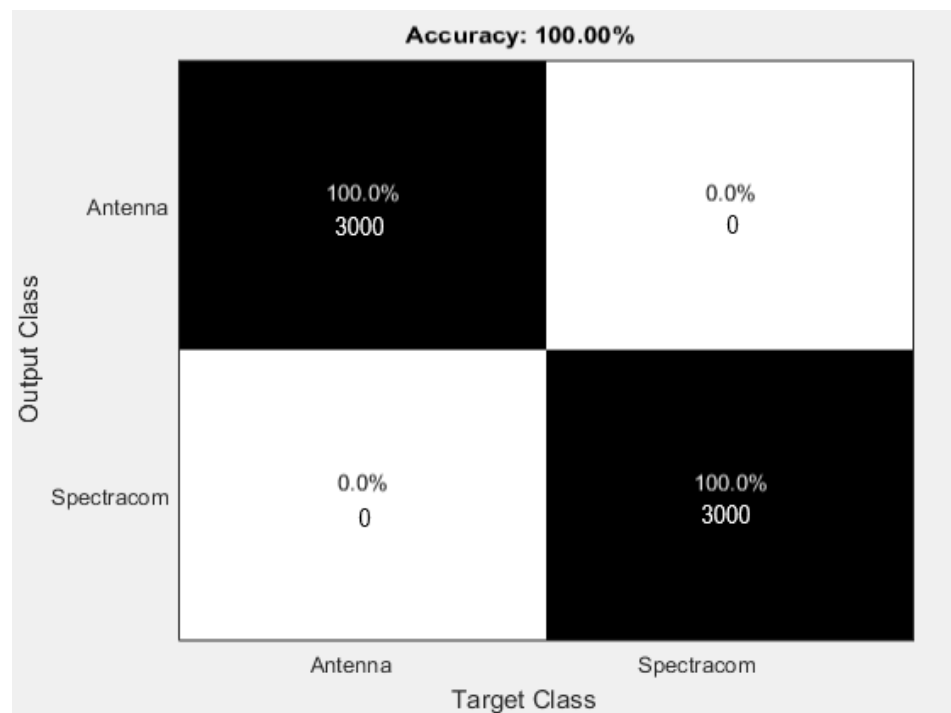 Accuracy: 100.00%
Output Class
Antenna
100.0%
3000
0.0%
0
Spectracom
0.0%
0
100.0%
3000
Antenna
Spectracom
Target Class